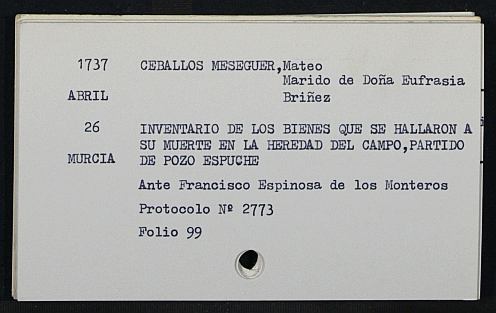 1737 CEBALLOS MESEGUER,Mateo
Marido de Doña Eufrasia
ABRIL Briñez
26 INVENTARIO DE LOS BIENES QUE SE HALLARON A
SU MUERTE EN LA HEREDAD DEL CAMPO,PARTIDO
MURCIA DE POZO ESPUCHE
Ante Francisco Espinosa de los Monteros
Protocolo Nº 2773
Folio 99